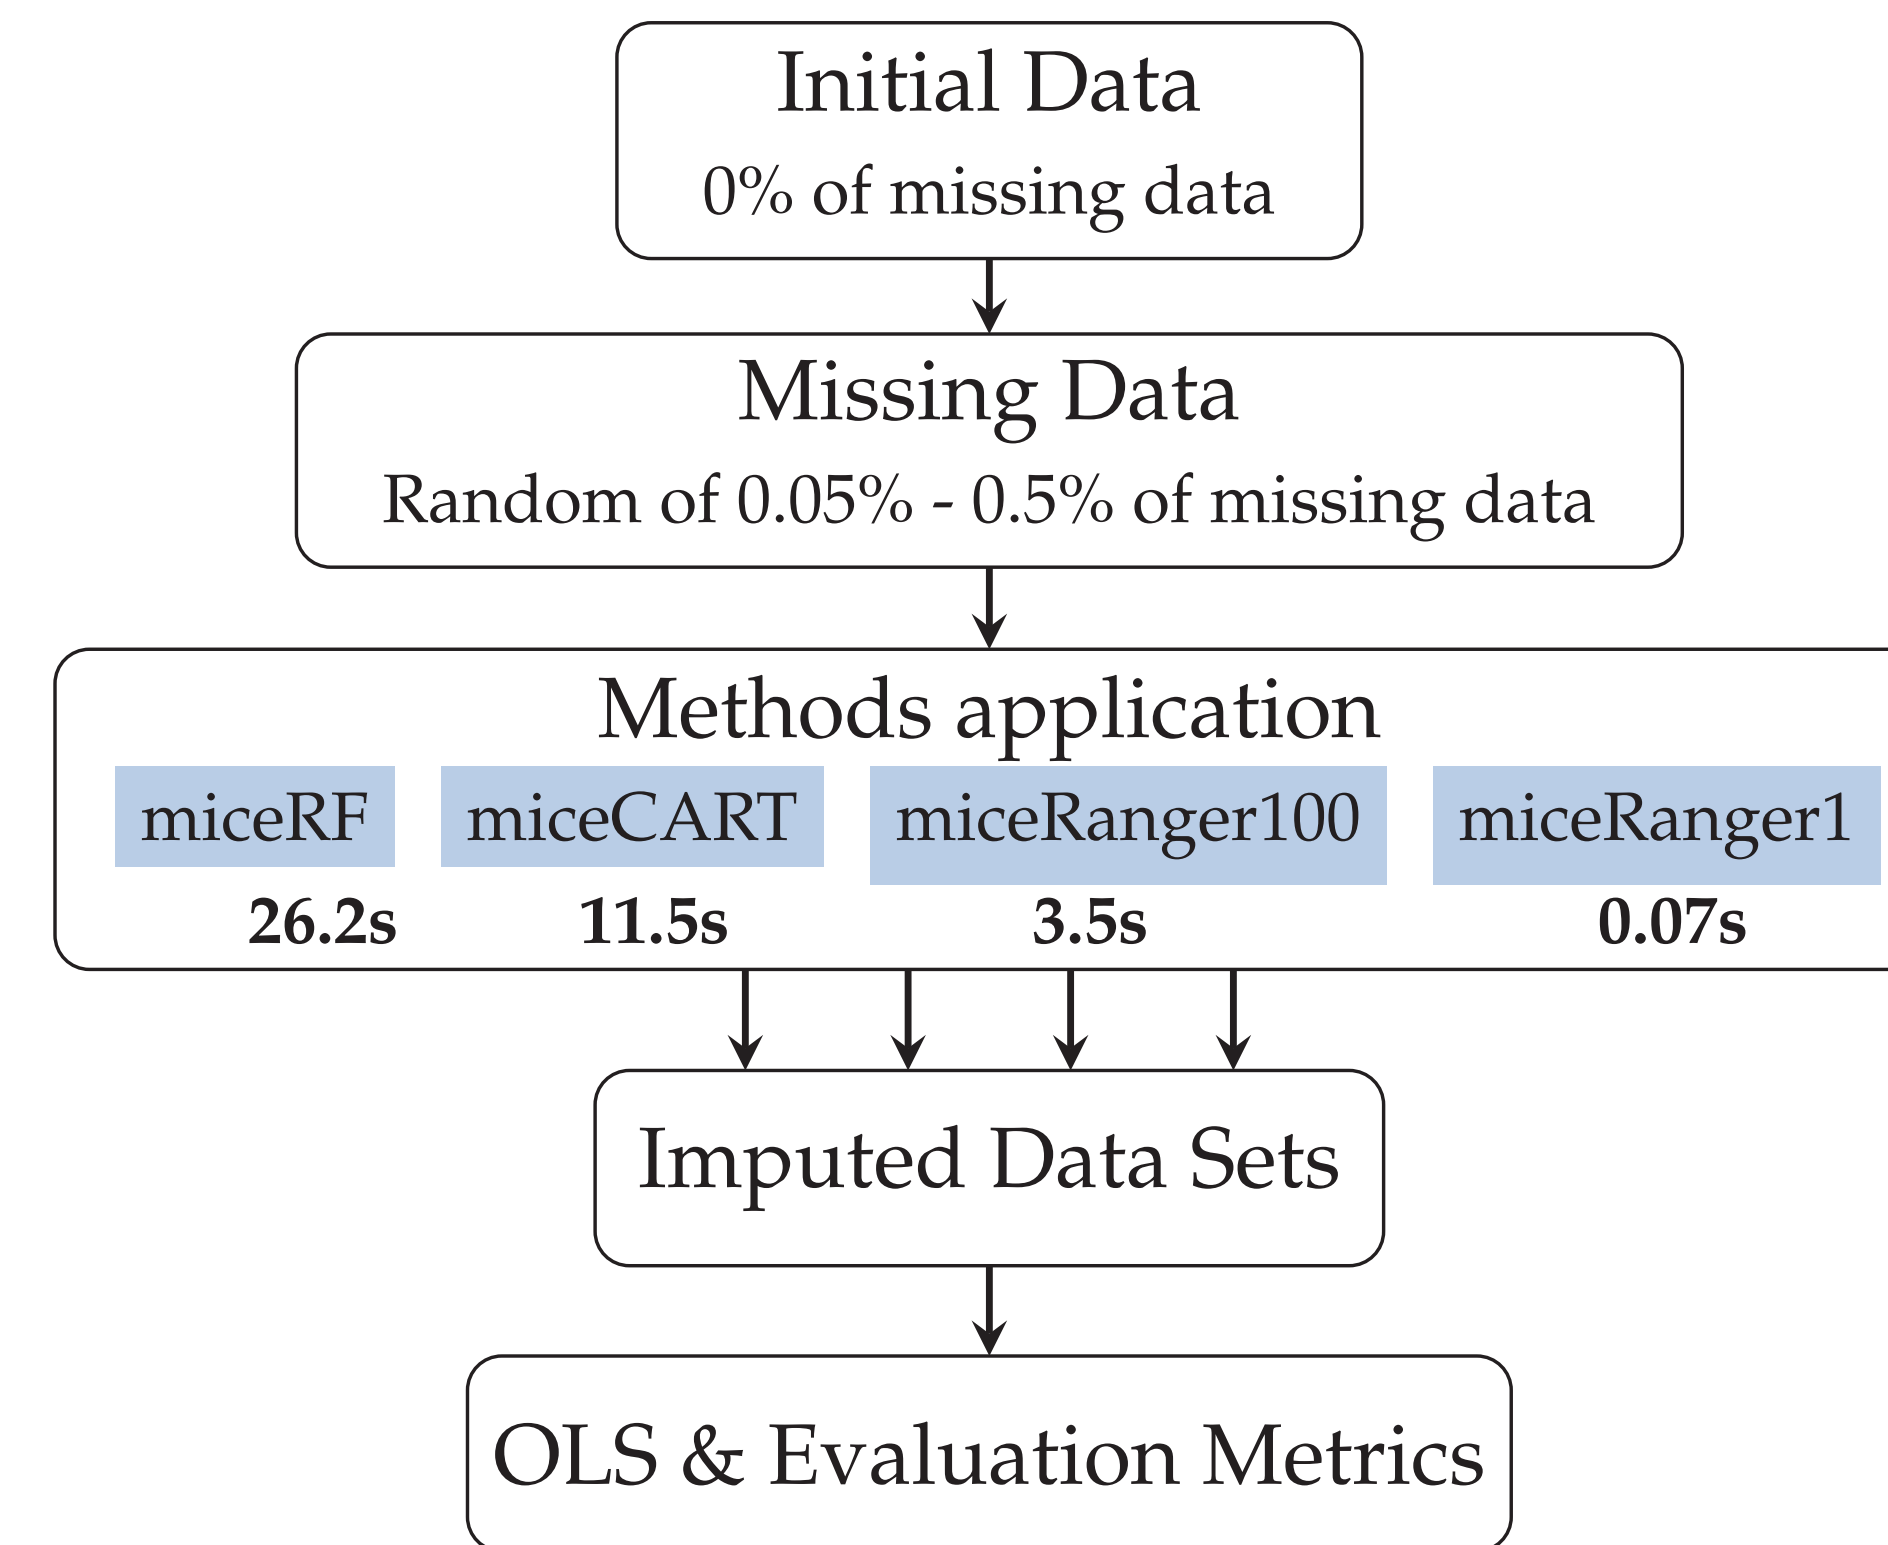 Initial Data
0% of missing data
Missing Data
Random of 0.05% - 0.5% of missing data
Methods application
miceRF miceCART miceRanger100 miceRanger1
26.2s 11.5s 3.5s 0.07s
Imputed Data Sets
OLS & Evaluation Metrics